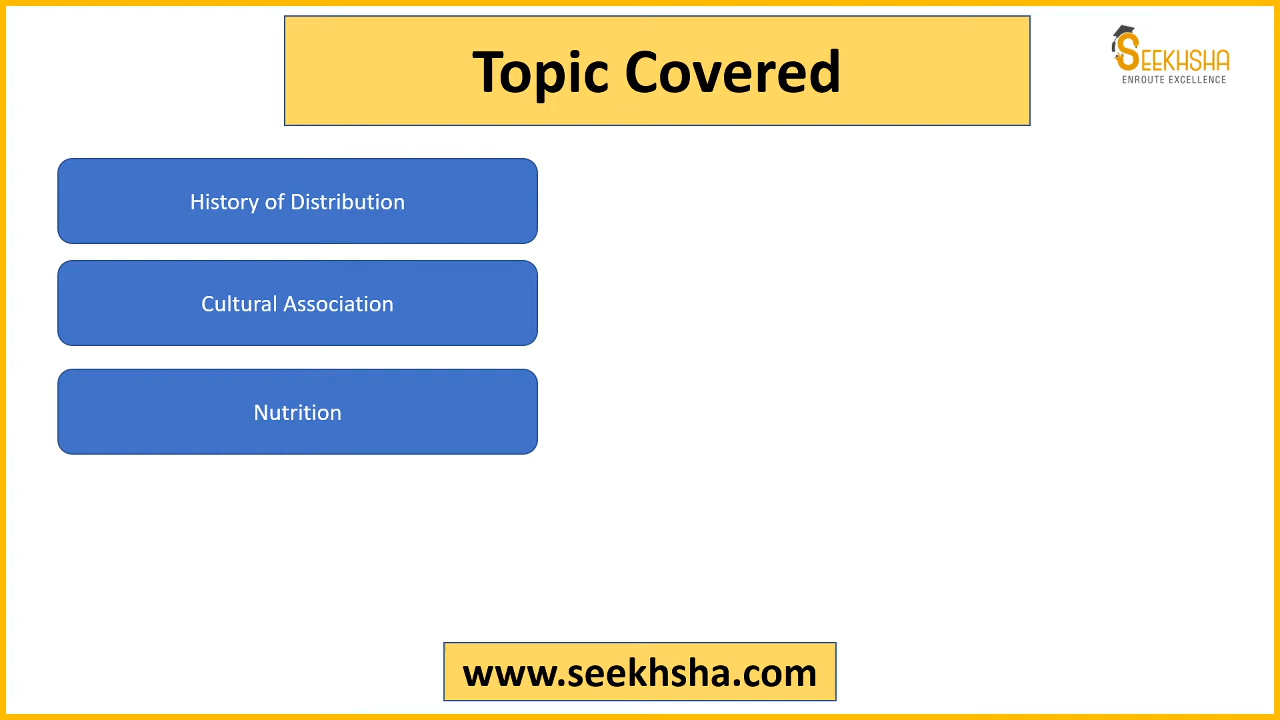 Topic Covered
SEEKHSHA
ENROUTE EXCELLENCE
History of Distribution
Cultural Association
Nutrition
www.seekhsha.com